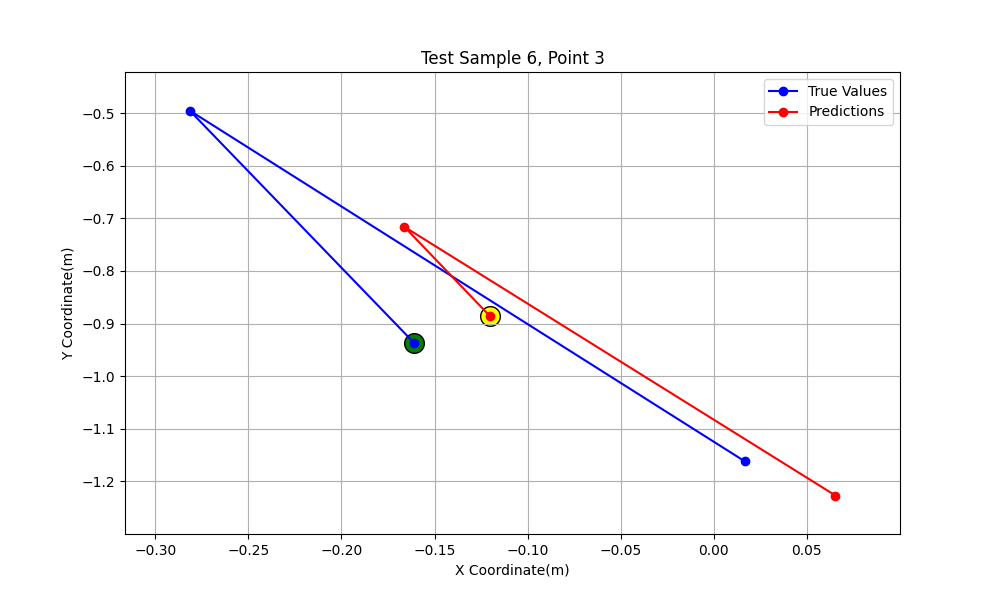 Test Sample 6, Point 3
True Values
Predictions
−0.5
−0.6
−0.7
−0.8
−0.9
−1.0
−1.1
−1.2
Y Coordinate(m)
−0.30 −0.25 −0.20 −0.15 −0.10 −0.05 0.00 0.05
X Coordinate(m)